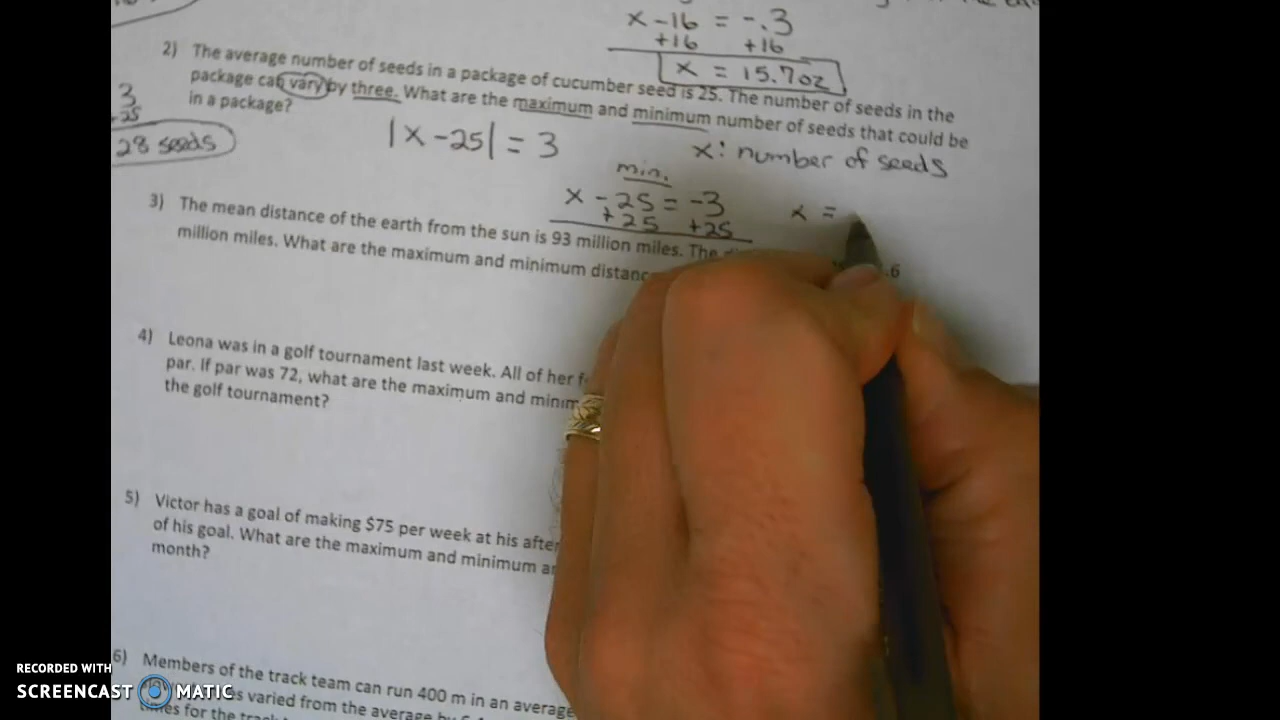 x - 16 = -.3
+16 +16
x = 15.7 oz
2) The average number of seeds in a package of cucumber seed is 25. The number of seeds in the
package can vary by three. What are the maximum and minimum number of seeds that could be
in a package?
3
25
28 seeds
|x - 25| = 3
x: number of seeds
min.
x - 25 = -3
+25 +25
x =
3) The mean distance of the earth from the sun is 93 million miles. The
.6
million miles. What are the maximum and minimum
4) Leona was in a golf tournament last week. All of her
par. If par was 72, what are the maximum and
the golf tournament?
5) Victor has a goal of making $75 per week at his
of his goal. What are the maximum and minimum
month?
6) Members of the track team can run 400 m in an average
varied from the average by
for the
RECORDED WITH
SCREENCAST MATIC